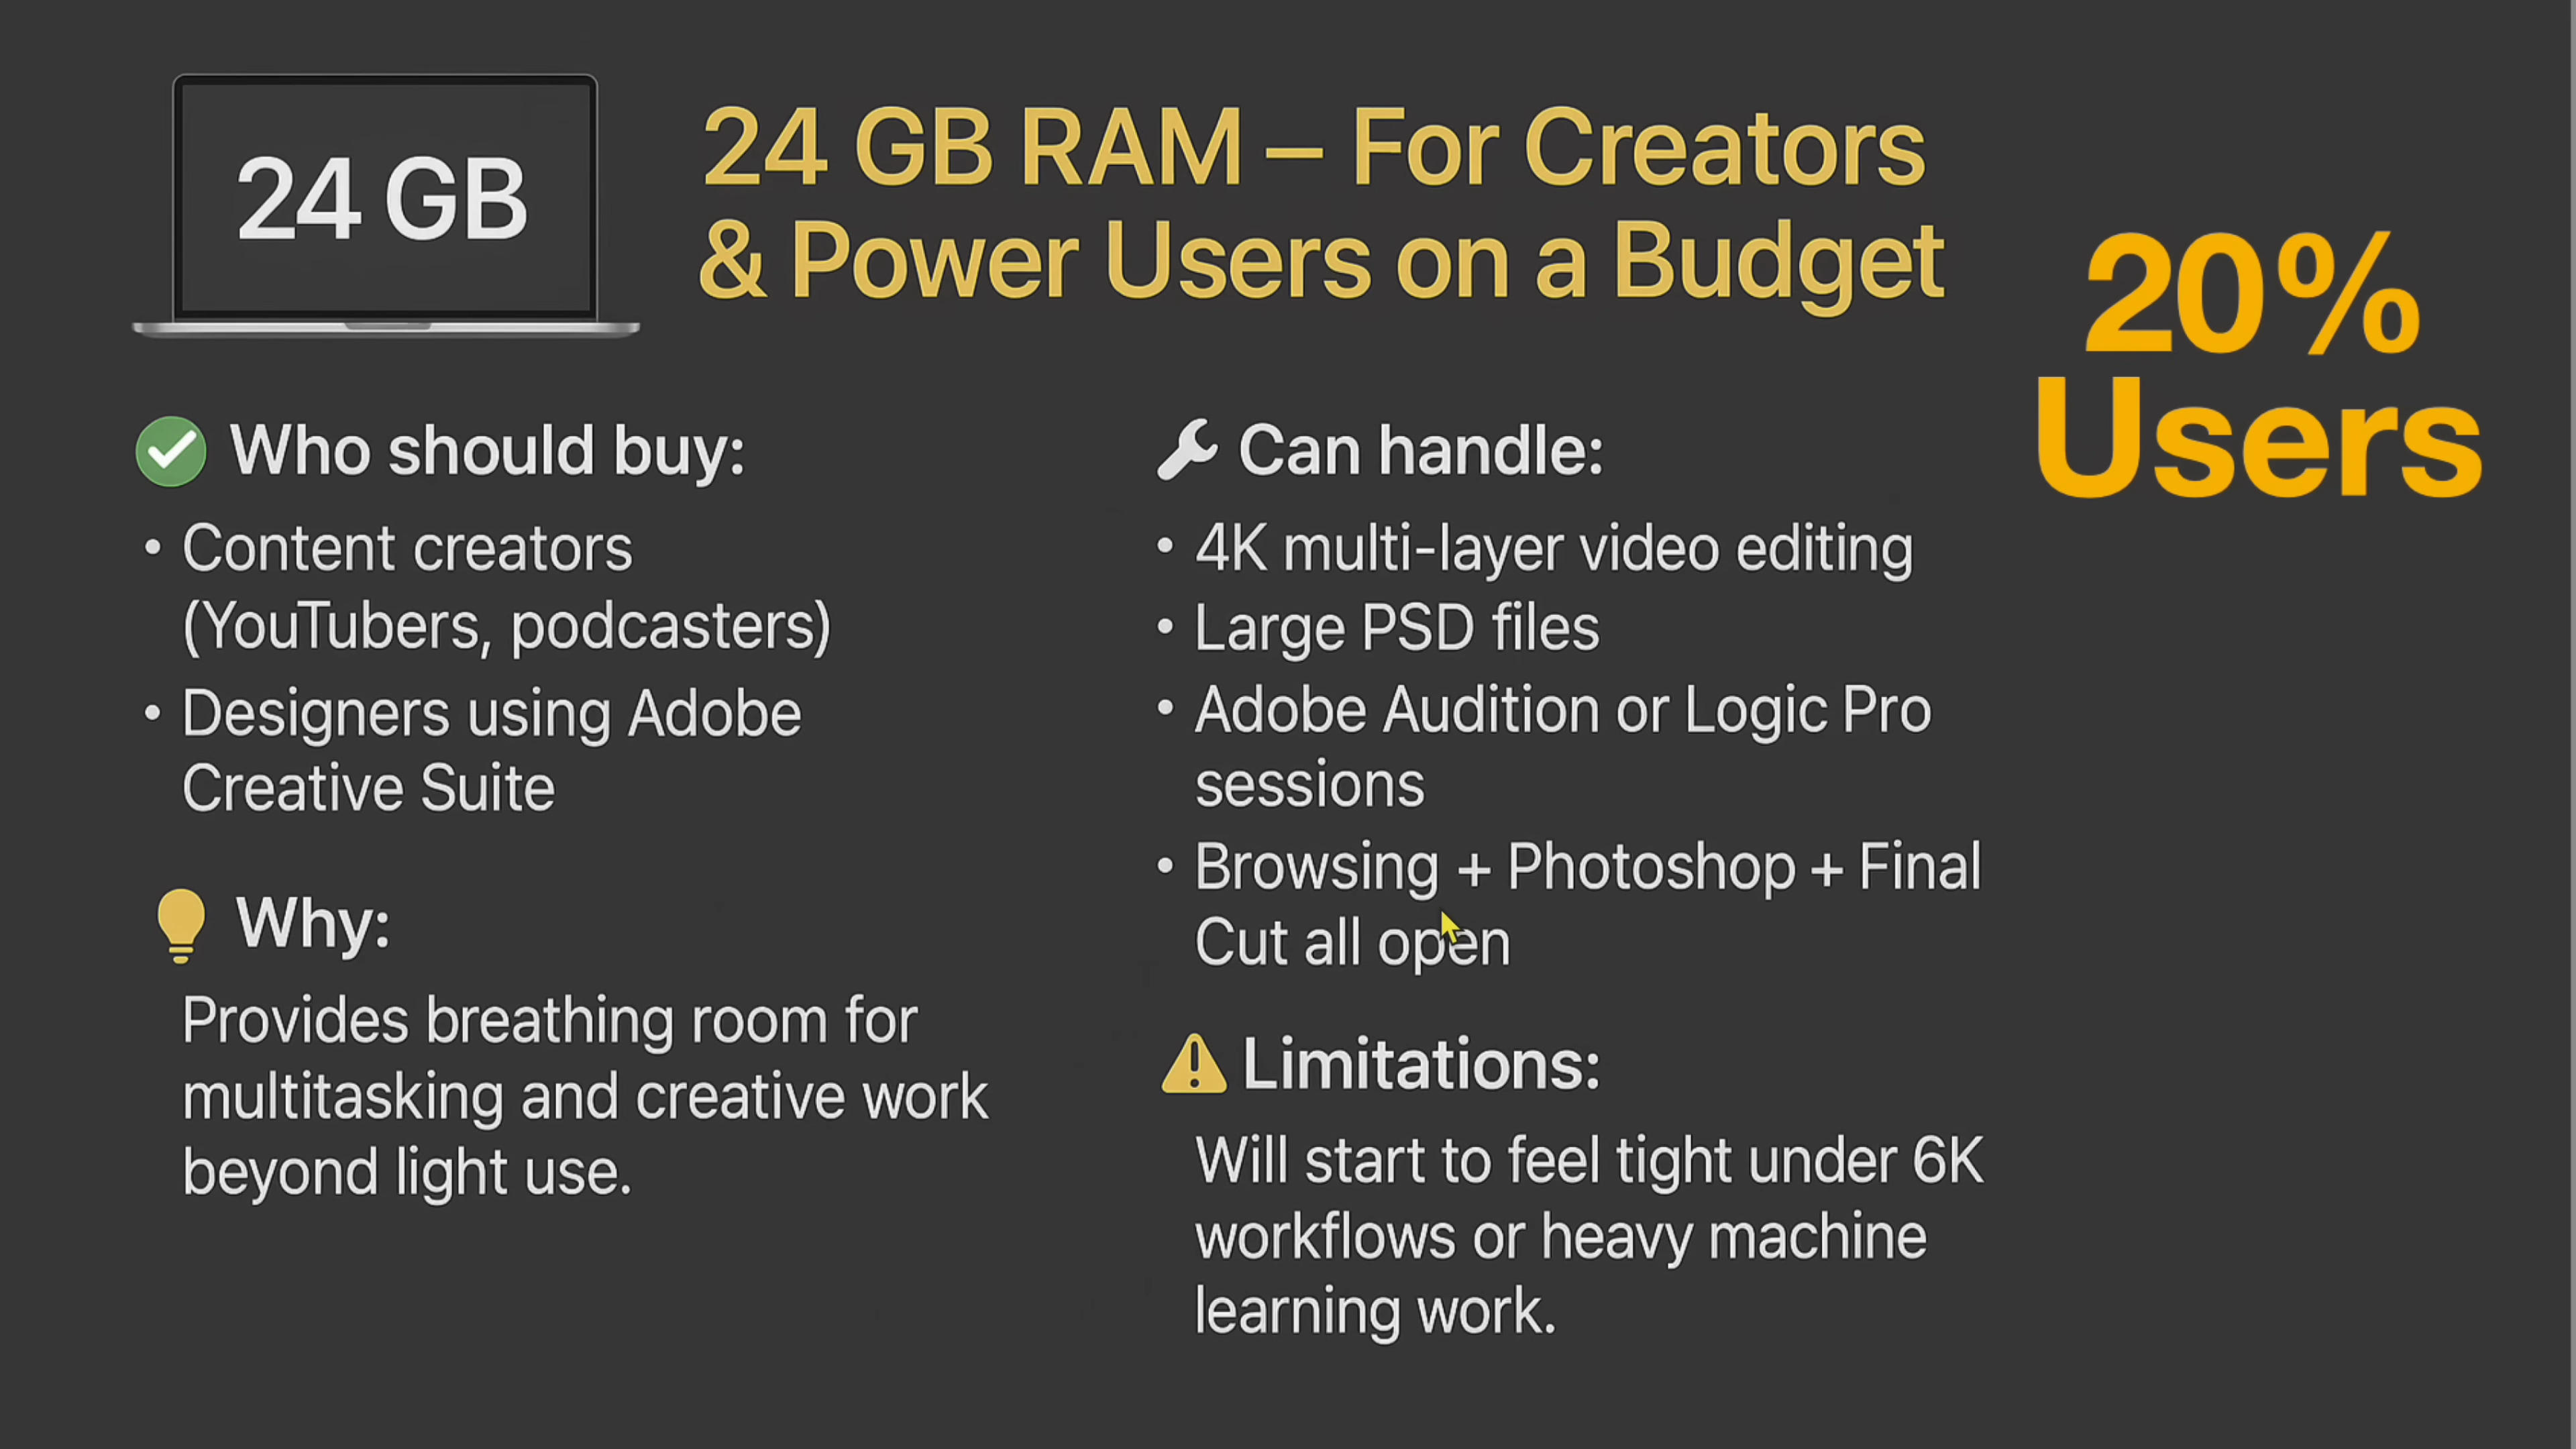 24 GB
24 GB RAM – For Creators
& Power Users on a Budget
20%
Users
Who should buy:
• Content creators
(YouTubers, podcasters)
• Designers using Adobe
Creative Suite
Why:
Provides breathing room for
multitasking and creative work
beyond light use.
Can handle:
• 4K multi-layer video editing
• Large PSD files
• Adobe Audition or Logic Pro
sessions
• Browsing + Photoshop + Final
Cut all open
Limitations:
Will start to feel tight under 6K
workflows or heavy machine
learning work.